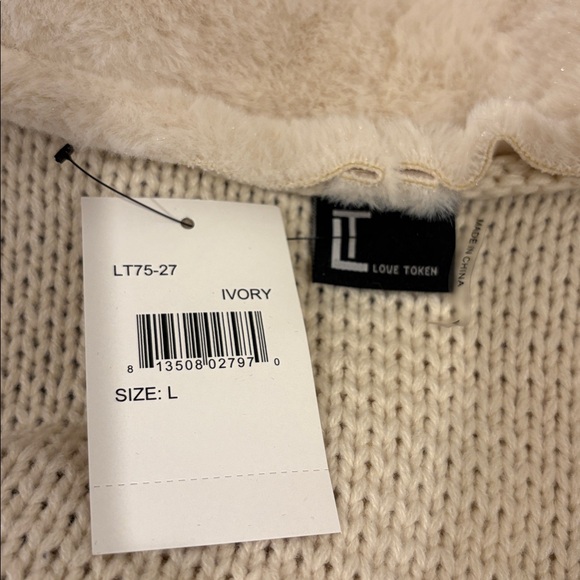 LT75-27
IVORY
8 13508 02797 0
SIZE: L
LT
LOVE TOKEN
MADE IN CHINA